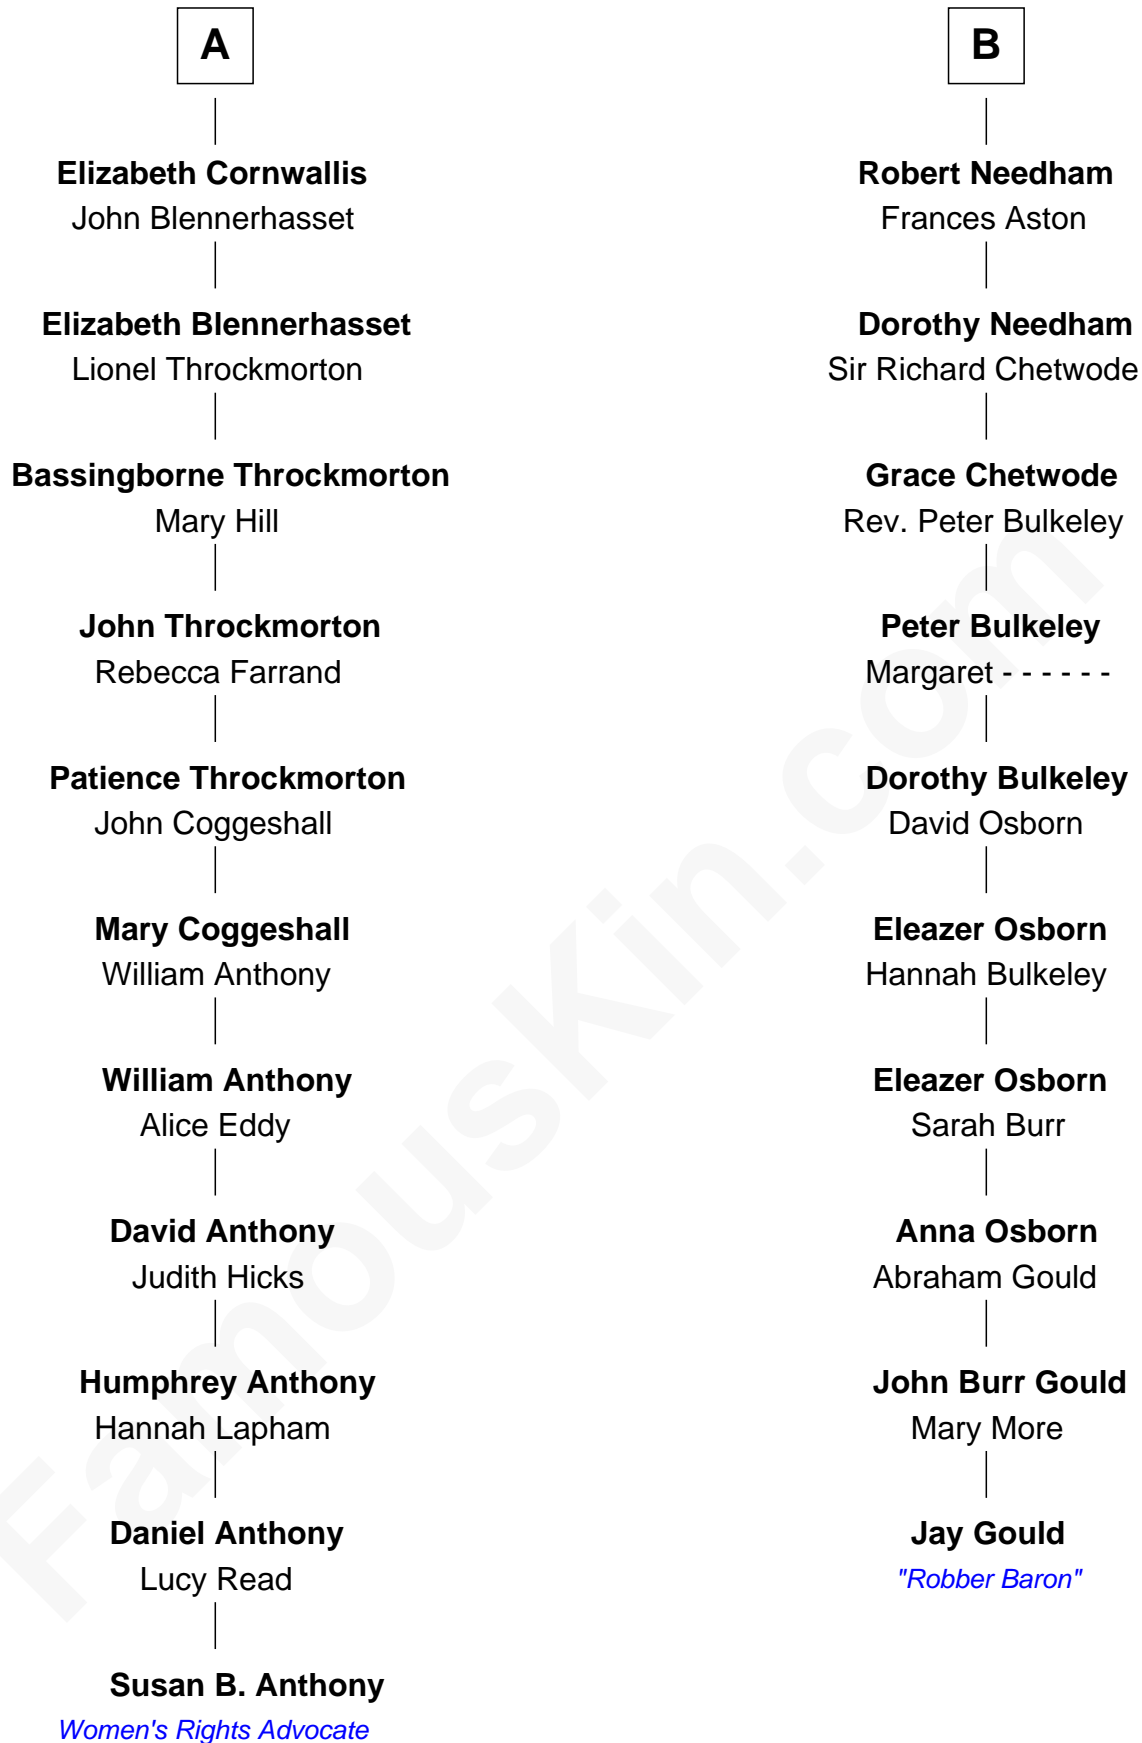 A
Elizabeth Cornwallis
John Blennerhasset
Elizabeth Blennerhasset
Lionel Throckmorton
Bassingborne Throckmorton
Mary Hill
John Throckmorton
Rebecca Farrand
Patience Throckmorton
John Coggeshall
Mary Coggeshall
William Anthony
William Anthony
Alice Eddy
David Anthony
Judith Hicks
Humphrey Anthony
Hannah Lapham
Daniel Anthony
Lucy Read
Susan B. Anthony
Women's Rights Advocate
B
Robert Needham
Frances Aston
Dorothy Needham
Sir Richard Chetwode
Grace Chetwode
Rev. Peter Bulkeley
Peter Bulkeley
Margaret - - - - - -
Dorothy Bulkeley
David Osborn
Eleazer Osborn
Hannah Bulkeley
Eleazer Osborn
Sarah Burr
Anna Osborn
Abraham Gould
John Burr Gould
Mary More
Jay Gould
"Robber Baron"
FamousKin.com